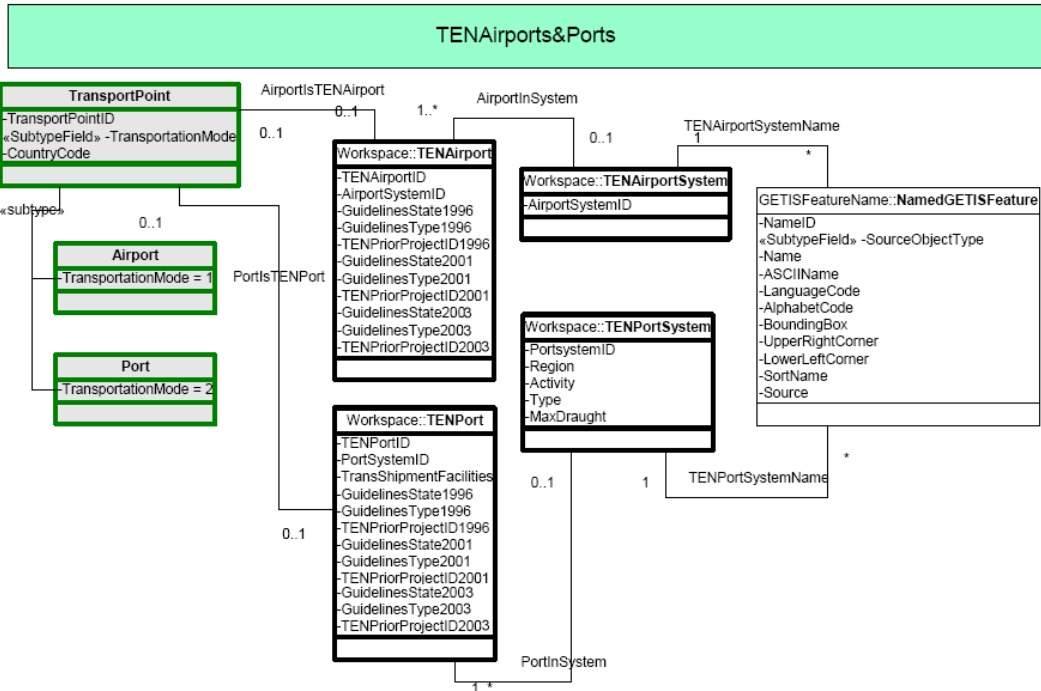 TENAirports&Ports
TransportPoint
-TransportPointID
«SubtypeField» -TransportationMode
-CountryCode
«subtype»
Airport
-TransportationMode = 1
Port
-TransportationMode = 2
AirportIsTENAirport
0..1
0..1
0..1
PortIsTENPort
0..1
Workspace::TENAirport
-TENAirportID
-AirportSystemID
-GuidelinesState1996
-GuidelinesType1996
-TENPriorProjectID1996
-GuidelinesState2001
-GuidelinesType2001
-TENPriorProjectID2001
-GuidelinesState2003
-GuidelinesType2003
-TENPriorProjectID2003
Workspace::TENPort
-TENPortID
-PortSystemID
-TransShipmentFacilities
-GuidelinesState1996
-GuidelinesType1996
-TENPriorProjectID1996
-GuidelinesState2001
-GuidelinesType2001
-TENPriorProjectID2001
-GuidelinesState2003
-GuidelinesType2003
-TENPriorProjectID2003
1..*
AirportInSystem
0..1
Workspace::TENAirportSystem
-AirportSystemID
Workspace::TENPortSystem
-PortsystemID
-Region
-Activity
-Type
-MaxDraught
0..1
PortInSystem
1..*
TENAirportSystemName
1
*
GETISFeatureName::NamedGETISFeature
-NameID
«SubtypeField» -SourceObjectType
-Name
-ASCIIName
-LanguageCode
-AlphabetCode
-BoundingBox
-UpperRightCorner
-LowerLeftCorner
-SortName
-Source
1
TENPortSystemName
*